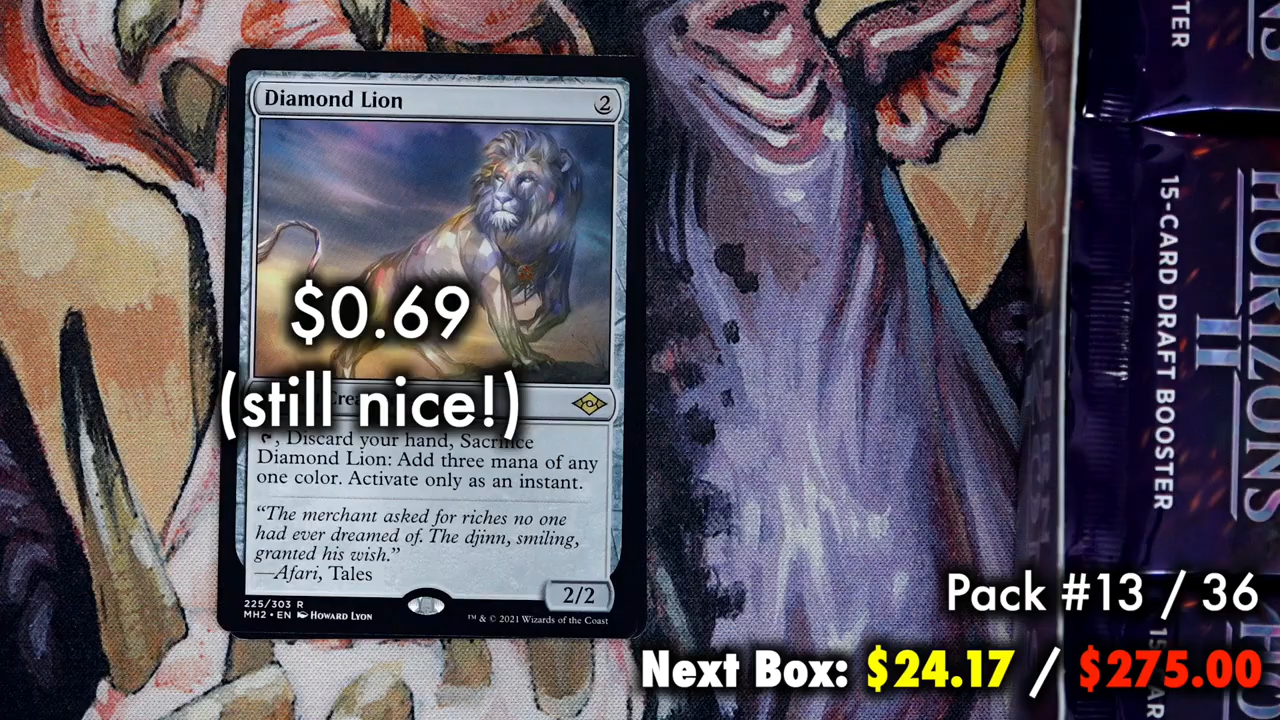 Diamond Lion 2
$0.69
(still nice!)
, Discard your hand, Sacrifice
Diamond Lion: Add three mana of any
one color. Activate only as an instant.
“The merchant asked for riches no one
had ever dreamed of. The djinn, smiling,
granted his wish.”
—Afari, Tales
2/2
225/303 R
MH2 • EN Howard Lyon
™ & © 2021 Wizards of the Coast
TER
15-CARD DRAFT BOOSTER
HORIZONS
II
Pack #13 / 36
Next Box: $24.17 / $275.00